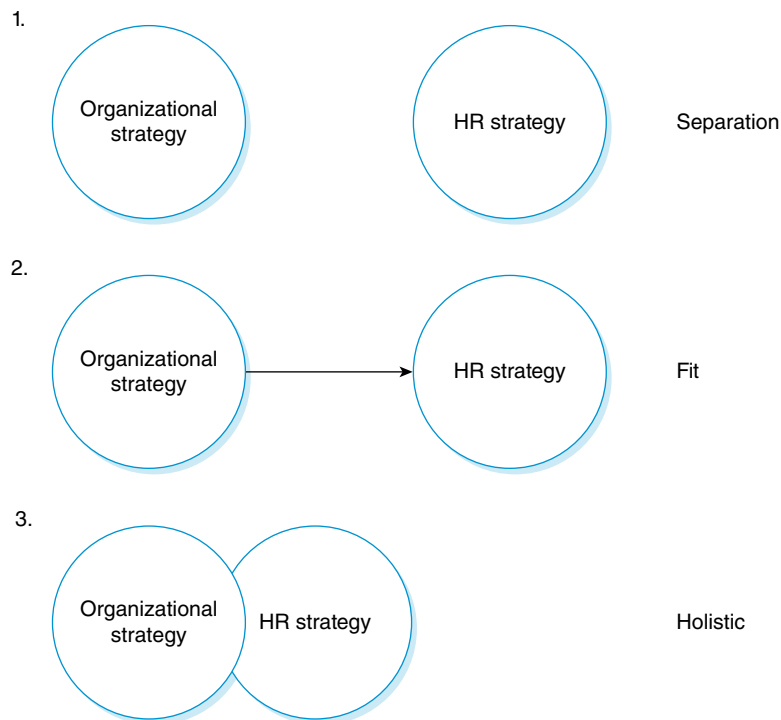 1.
Organizational
strategy
HR strategy
Separation
2.
Organizational
strategy
HR strategy
Fit
3.
Organizational
strategy
HR strategy
Holistic